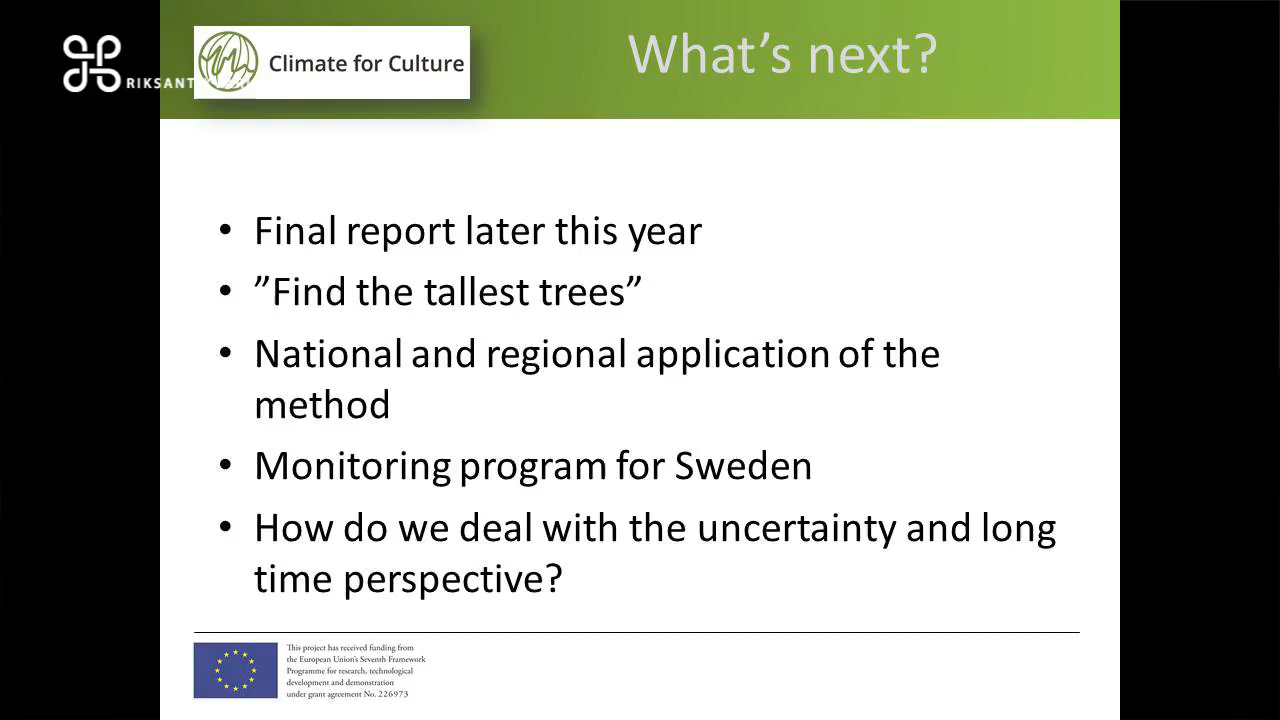 RIKSANT
Climate for Culture
What's next?
• Final report later this year
• ”Find the tallest trees”
• National and regional application of the
method
• Monitoring program for Sweden
• How do we deal with the uncertainty and long
time perspective?
This project has received funding from
the European Union's Seventh Framework
Programme for research, technological
development and demonstration
under grant agreement No. 226973